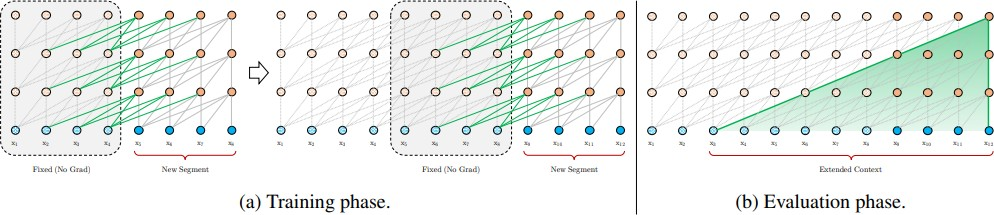 x₁ x₂ x₃ x₄ x₅ x₆ x₇ x₈
Fixed (No Grad) New Segment
x₁ x₂ x₃ x₄ x₅ x₆ x₇ x₈ x₉ x₁₀ x₁₁ x₁₂
Fixed (No Grad) New Segment
(a) Training phase.
x₁ x₂ x₃ x₄ x₅ x₆ x₇ x₈ x₉ x₁₀ x₁₁ x₁₂
Extended Context
(b) Evaluation phase.